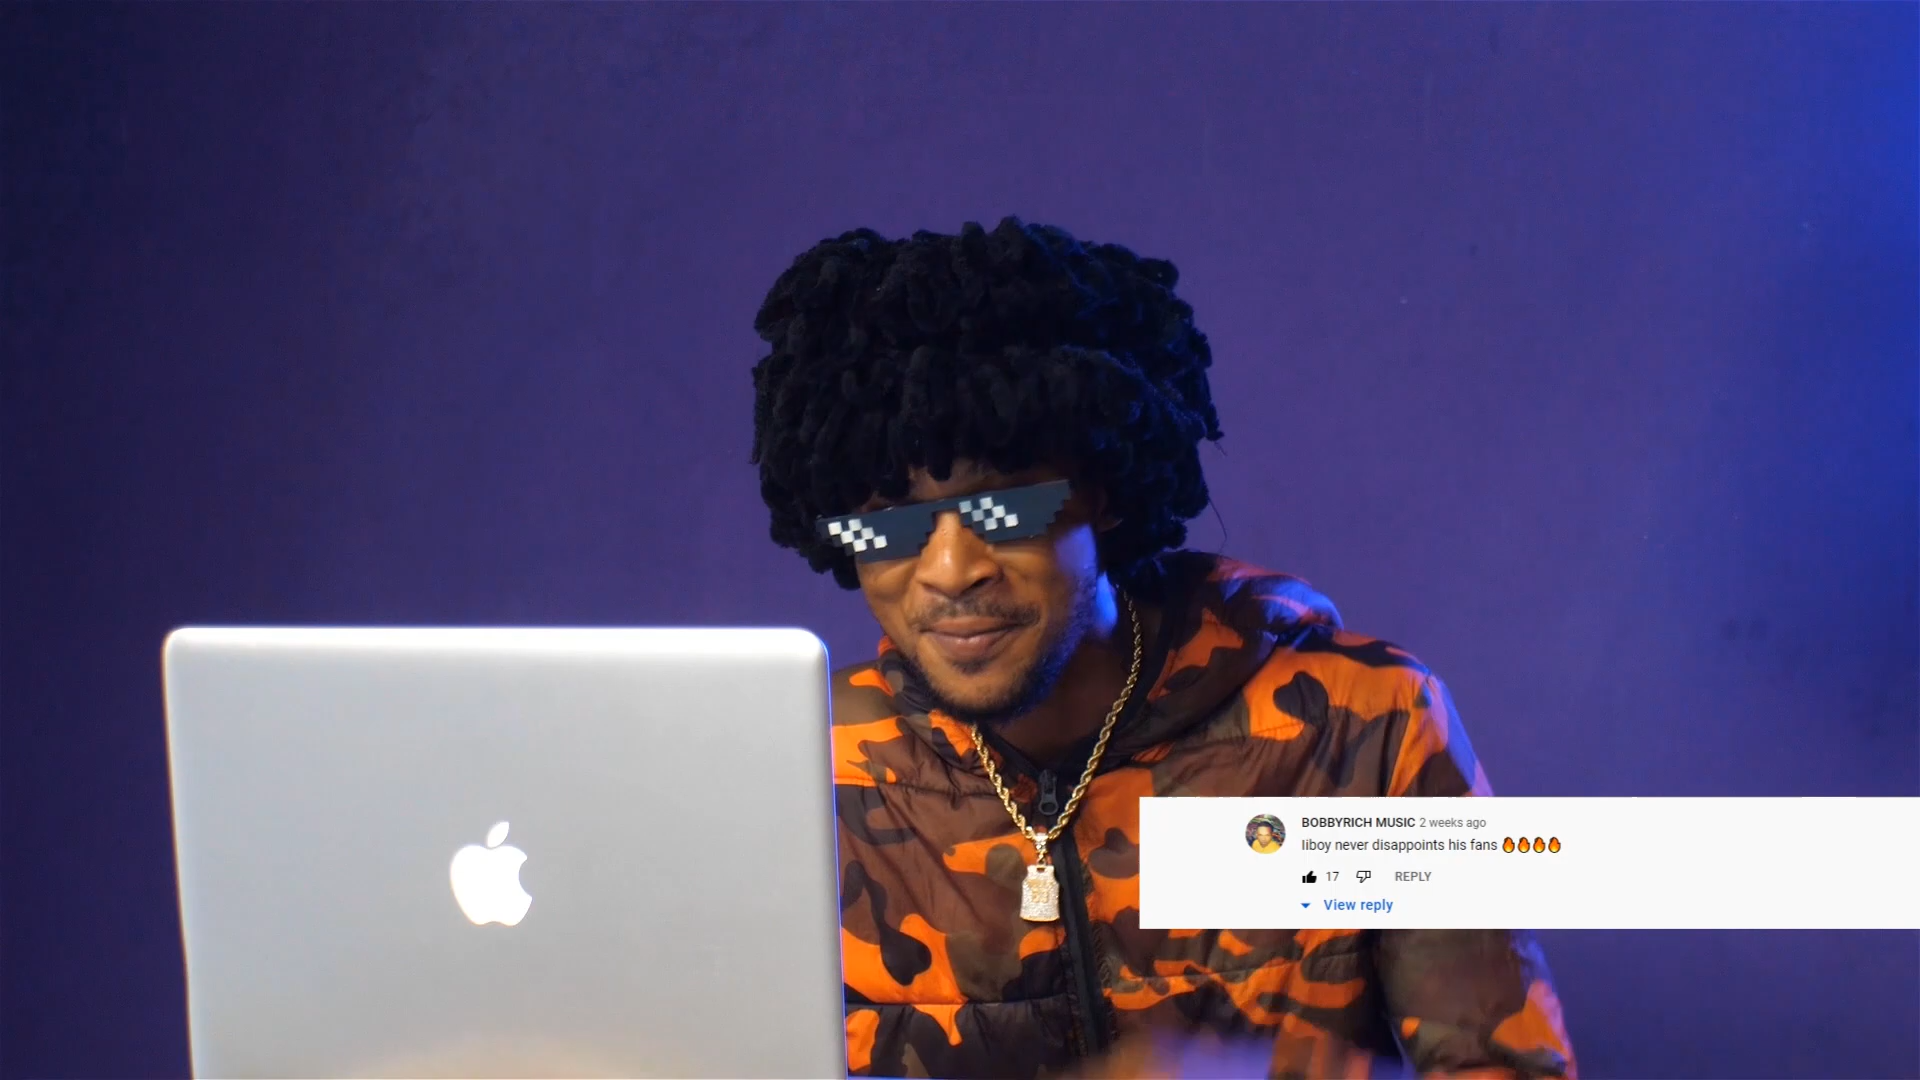 BOBBYRICH MUSIC 2 weeks ago
liboy never disappoints his fans 🔥🔥🔥🔥
17 REPLY
View reply